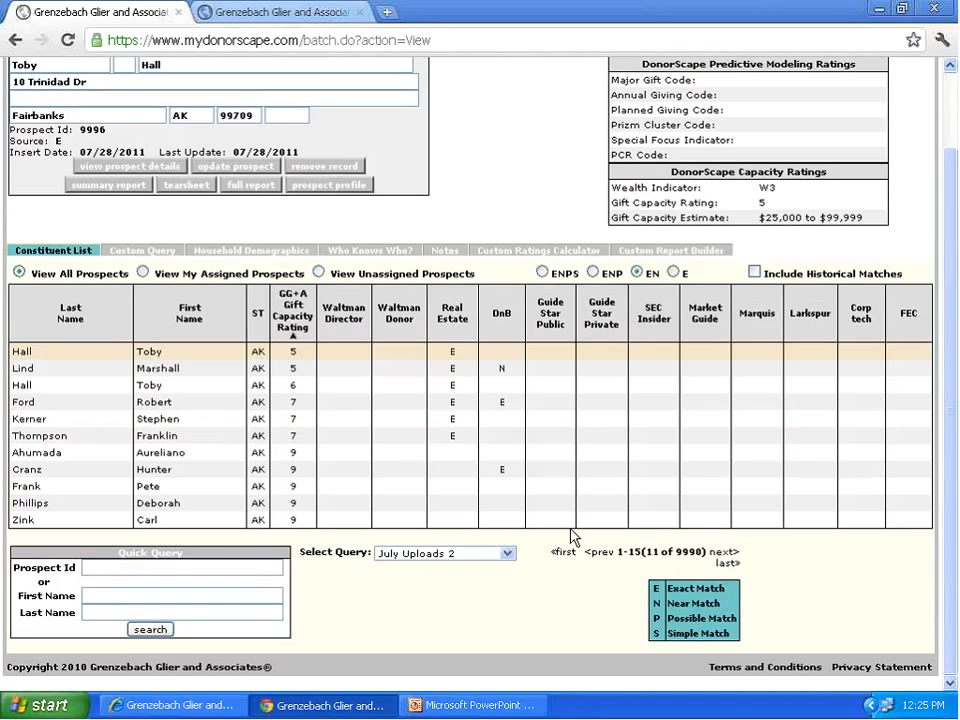 Grenzebach Glier and Associat
Grenzebach Glier and Associat
https://www.mydonorscape.com/batch.do?action=View
Toby Hall
10 Trinidad Dr
Fairbanks AK 99709
Prospect Id: 9996
Source: E
Insert Date: 07/28/2011 Last Update: 07/28/2011
view prospect details update prospect remove record
summary report tearsheet full report prospect profile
DonorScape Predictive Modeling Ratings
Major Gift Code:
Annual Giving Code:
Planned Giving Code:
Prizm Cluster Code:
Special Focus Indicator:
PCR Code:
DonorScape Capacity Ratings
Wealth Indicator: W3
Gift Capacity Rating: 5
Gift Capacity Estimate: $25,000 to $99,999
Constituent List Custom Query Household Demographics Who Knows Who? Notes Custom Ratings Calculator Custom Report Builder
View All Prospects View My Assigned Prospects View Unassigned Prospects ENPS ENP EN E Include Historical Matches
Last Name First Name ST GG+A Gift Capacity Rating Waltman Director Waltman Donor Real Estate DnB Guide Star Public Guide Star Private SEC Insider Market Guide Marquis Larkspur Corp tech FEC
Hall Toby AK 5 E
Lind Marshall AK 5 E N
Hall Toby AK 6 E
Ford Robert AK 7 E E
Kerner Stephen AK 7 E
Thompson Franklin AK 7 E
Ahumada Aureliano AK 9
Cranz Hunter AK 9 E
Frank Pete AK 9
Phillips Deborah AK 9
Zink Carl AK 9
Quick Query
Prospect Id
or
First Name
Last Name
search
Select Query: July Uploads 2
«first <prev 1-15(11 of 9990) next>
last»
E Exact Match
N Near Match
P Possible Match
S Simple Match
Copyright 2010 Grenzebach Glier and Associates® Terms and Conditions Privacy Statement
start Grenzebach Glier and... Grenzebach Glier and... Microsoft PowerPoint ... 12:25 PM